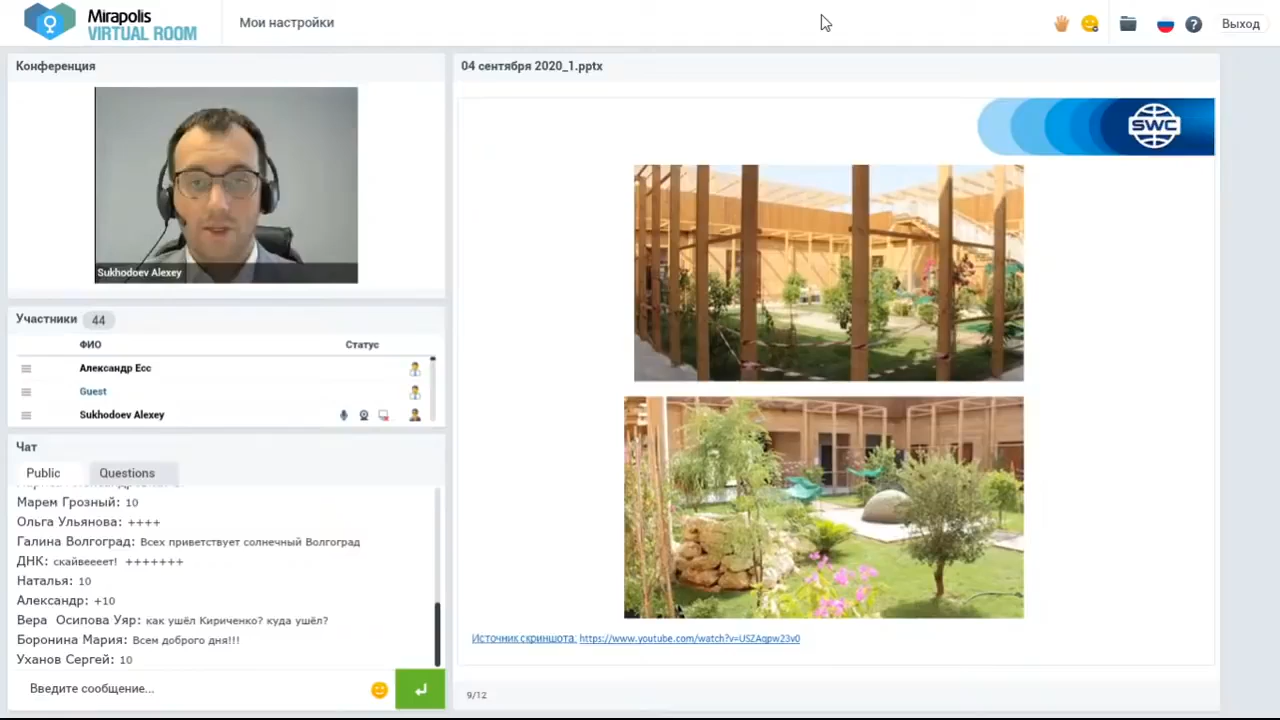 Mirapolis
VIRTUAL ROOM
Мои настройки
Выход
Конференция
Sukhodoev Alexey
Участники 44
ФИО Статус
Александр Есс
Guest
Sukhodoev Alexey
Чат
Public Questions
Марем Грозный: 10
Ольга Ульянова: ++++
Галина Волгоград: Всех приветствует солнечный Волгоград
ДНК: скайвеееет! +++++++
Наталья: 10
Александр: +10
Вера Осипова Уяр: как ушёл Кириченко? куда ушёл?
Боронина Мария: Всем доброго дня!!!
Уханов Сергей: 10
Введите сообщение...
04 сентября 2020_1.pptx
SWC
Источник скриншота: https://www.youtube.com/watch?v=USZAqpw23v0
9/12